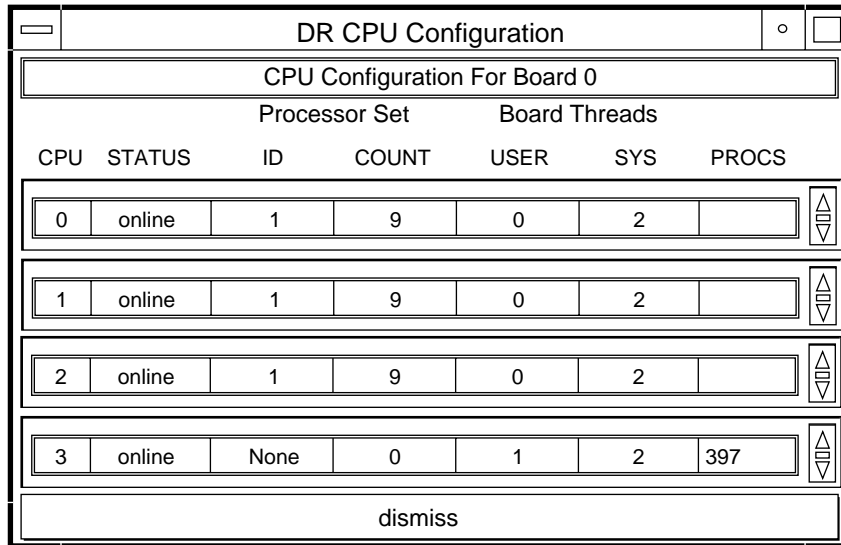 DR CPU Configuration
CPU Configuration For Board 0
Processor Set Board Threads
CPU STATUS ID COUNT USER SYS PROCS
0 online 1 9 0 2
1 online 1 9 0 2
2 online 1 9 0 2
3 online None 0 1 2 397
dismiss